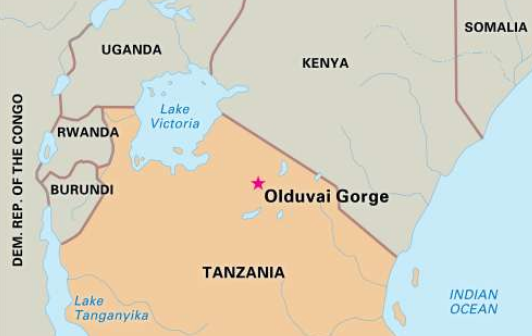 SOMALIA
UGANDA
KENYA
DEM. REP. OF THE CONGO
Lake
Victoria
RWANDA
BURUNDI
Olduvai Gorge
TANZANIA
Lake
Tanganyika
INDIAN
OCEAN